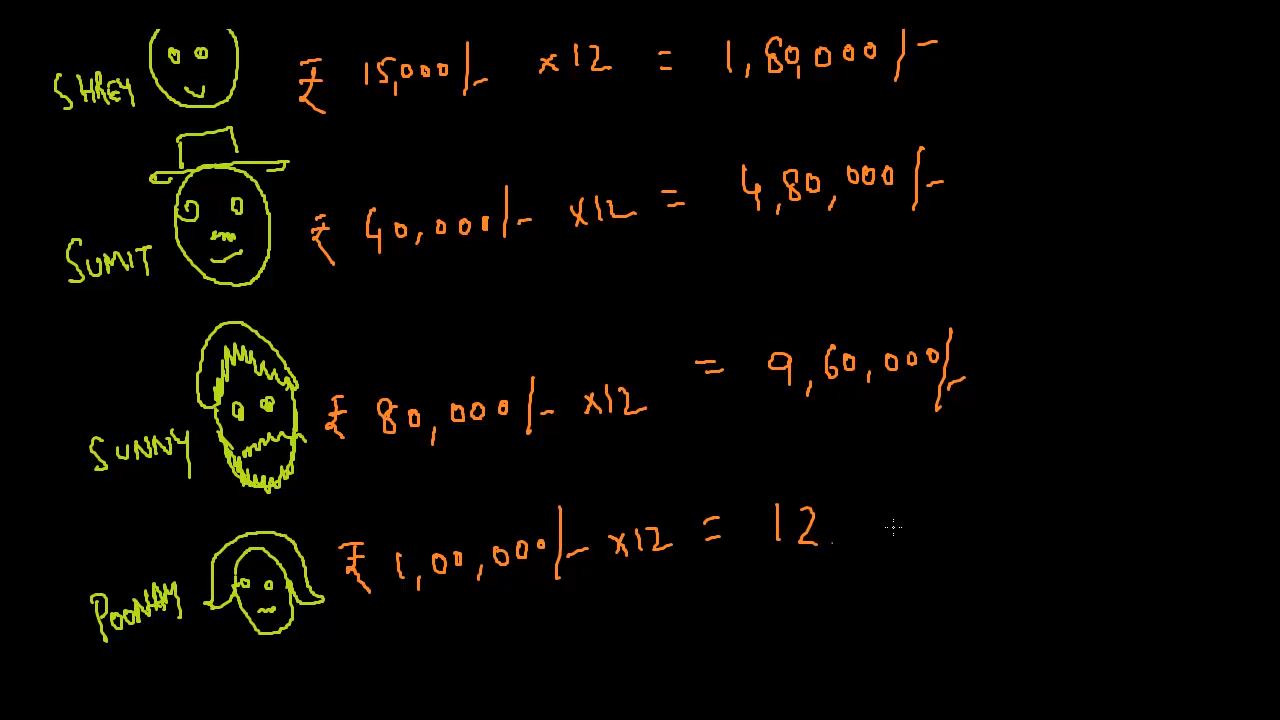 SHREY ₹ 15,000/- x12 = 1,80,000/-
SUMIT ₹ 40,000/- x12 = 4,80,000/-
SUNNY ₹ 80,000/- x12 = 9,60,000/-
POONAM ₹ 1,00,000/- x12 = 12